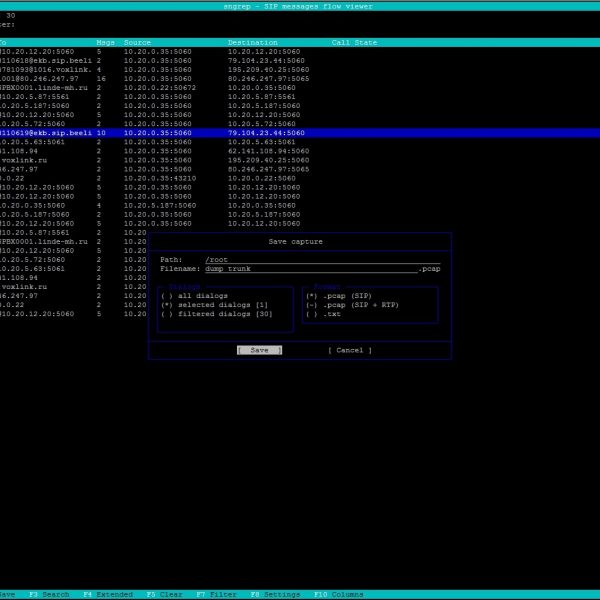 sngrep - SIP messages flow viewer
30
ter:
To Msgs Source Destination Call State
@10.20.12.20:5060 5 10.20.0.35:5060 10.20.12.20:5060
110618@ekb.sip.beeli 2 10.20.0.35:5060 79.104.23.44:5060
781093@1016.voxlink. 4 10.20.0.35:5060 195.209.40.25:5060
001@80.246.247.97 16 10.20.0.35:5060 80.246.247.97:5065
PBX0001.linde-mh.ru 2 10.20.0.22:50672 10.20.0.35:5060
10.20.5.87:5561 2 10.20.0.35:5060 10.20.5.87:5561
10.20.5.187:5060 2 10.20.0.35:5060 10.20.5.187:5060
@10.20.12.20:5060 5 10.20.0.35:5060 10.20.12.20:5060
10.20.5.72:5060 2 10.20.0.35:5060 10.20.5.72:5060
110619@ekb.sip.beeli 10 10.20.0.35:5060 79.104.23.44:5060
10.20.5.63:5061 2 10.20.0.35:5060 10.20.5.63:5061
1.108.94 2 10.20.0.35:5060 62.141.108.94:5060
voxlink.ru 2 10.20.0.35:5060 195.209.40.25:5060
46.247.97 2 10.20.0.35:5060 80.246.247.97:5065
0.0.22 2 10.20.0.35:43210 10.20.0.22:5060
@10.20.12.20:5060 5 10.20.0.35:5060 10.20.12.20:5060
@10.20.12.20:5060 5 10.20.0.35:5060 10.20.12.20:5060
10.20.0.35:5060 4 10.20.5.187:5060 10.20.0.35:5060
10.20.5.187:5060 2 10.20.0.35:5060 10.20.5.187:5060
@10.20.12.20:5060 5 10.20.0.35:5060 10.20.12.20:5060
10.20.5.87:5561 2 10.20
PBX0001.linde-mh.ru 2 10.20
@10.20.12.20:5060 5 10.20
10.20.5.72:5060 2 10.20
10.20.5.63:5061 2 10.20
1.108.94 2 10.20
voxlink.ru 2 10.20
46.247.97 2 10.20
0.0.22 2 10.20
@10.20.12.20:5060 5 10.20
Save capture
Path: /root
Filename: dump trunk .pcap
Dialogs
( ) all dialogs
(*) selected dialogs [1]
( ) filtered dialogs [30]
Format
(*) .pcap (SIP)
(-) .pcap (SIP + RTP)
( ) .txt
[ Save ] [ Cancel ]
Save F3 Search F4 Extended F5 Clear F7 Filter F8 Settings F10 Columns